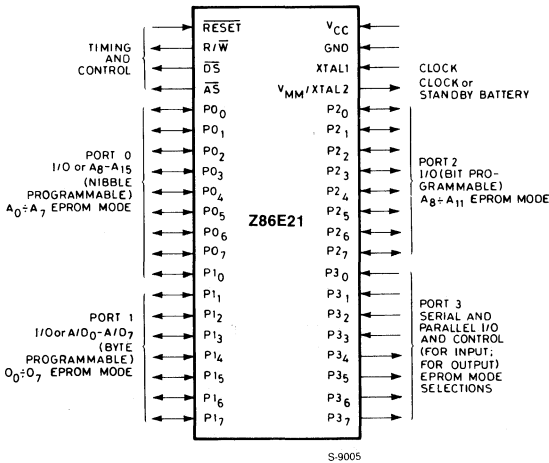 TIMING
AND
CONTROL
RESET
R/W
DS
AS
PORT 0
I/O or A8-A15
(NIBBLE
PROGRAMMABLE)
A0÷A7 EPROM MODE
P00
P01
P02
P03
P04
P05
P06
P07
PORT 1
I/O or A/D0-A/D7
(BYTE
PROGRAMMABLE)
O0÷O7 EPROM MODE
P10
P11
P12
P13
P14
P15
P16
P17
Z86E21
VCC
GND
XTAL1
VMM/XTAL2
CLOCK
CLOCK or
STANDBY BATTERY
P20
P21
P22
P23
P24
P25
P26
P27
PORT 2
I/O (BIT PRO-
GRAMMABLE)
A8÷A11 EPROM MODE
P30
P31
P32
P33
P34
P35
P36
P37
PORT 3
SERIAL AND
PARALLEL I/O
AND CONTROL
(FOR INPUT;
FOR OUTPUT)
EPROM MODE
SELECTIONS
S-9005